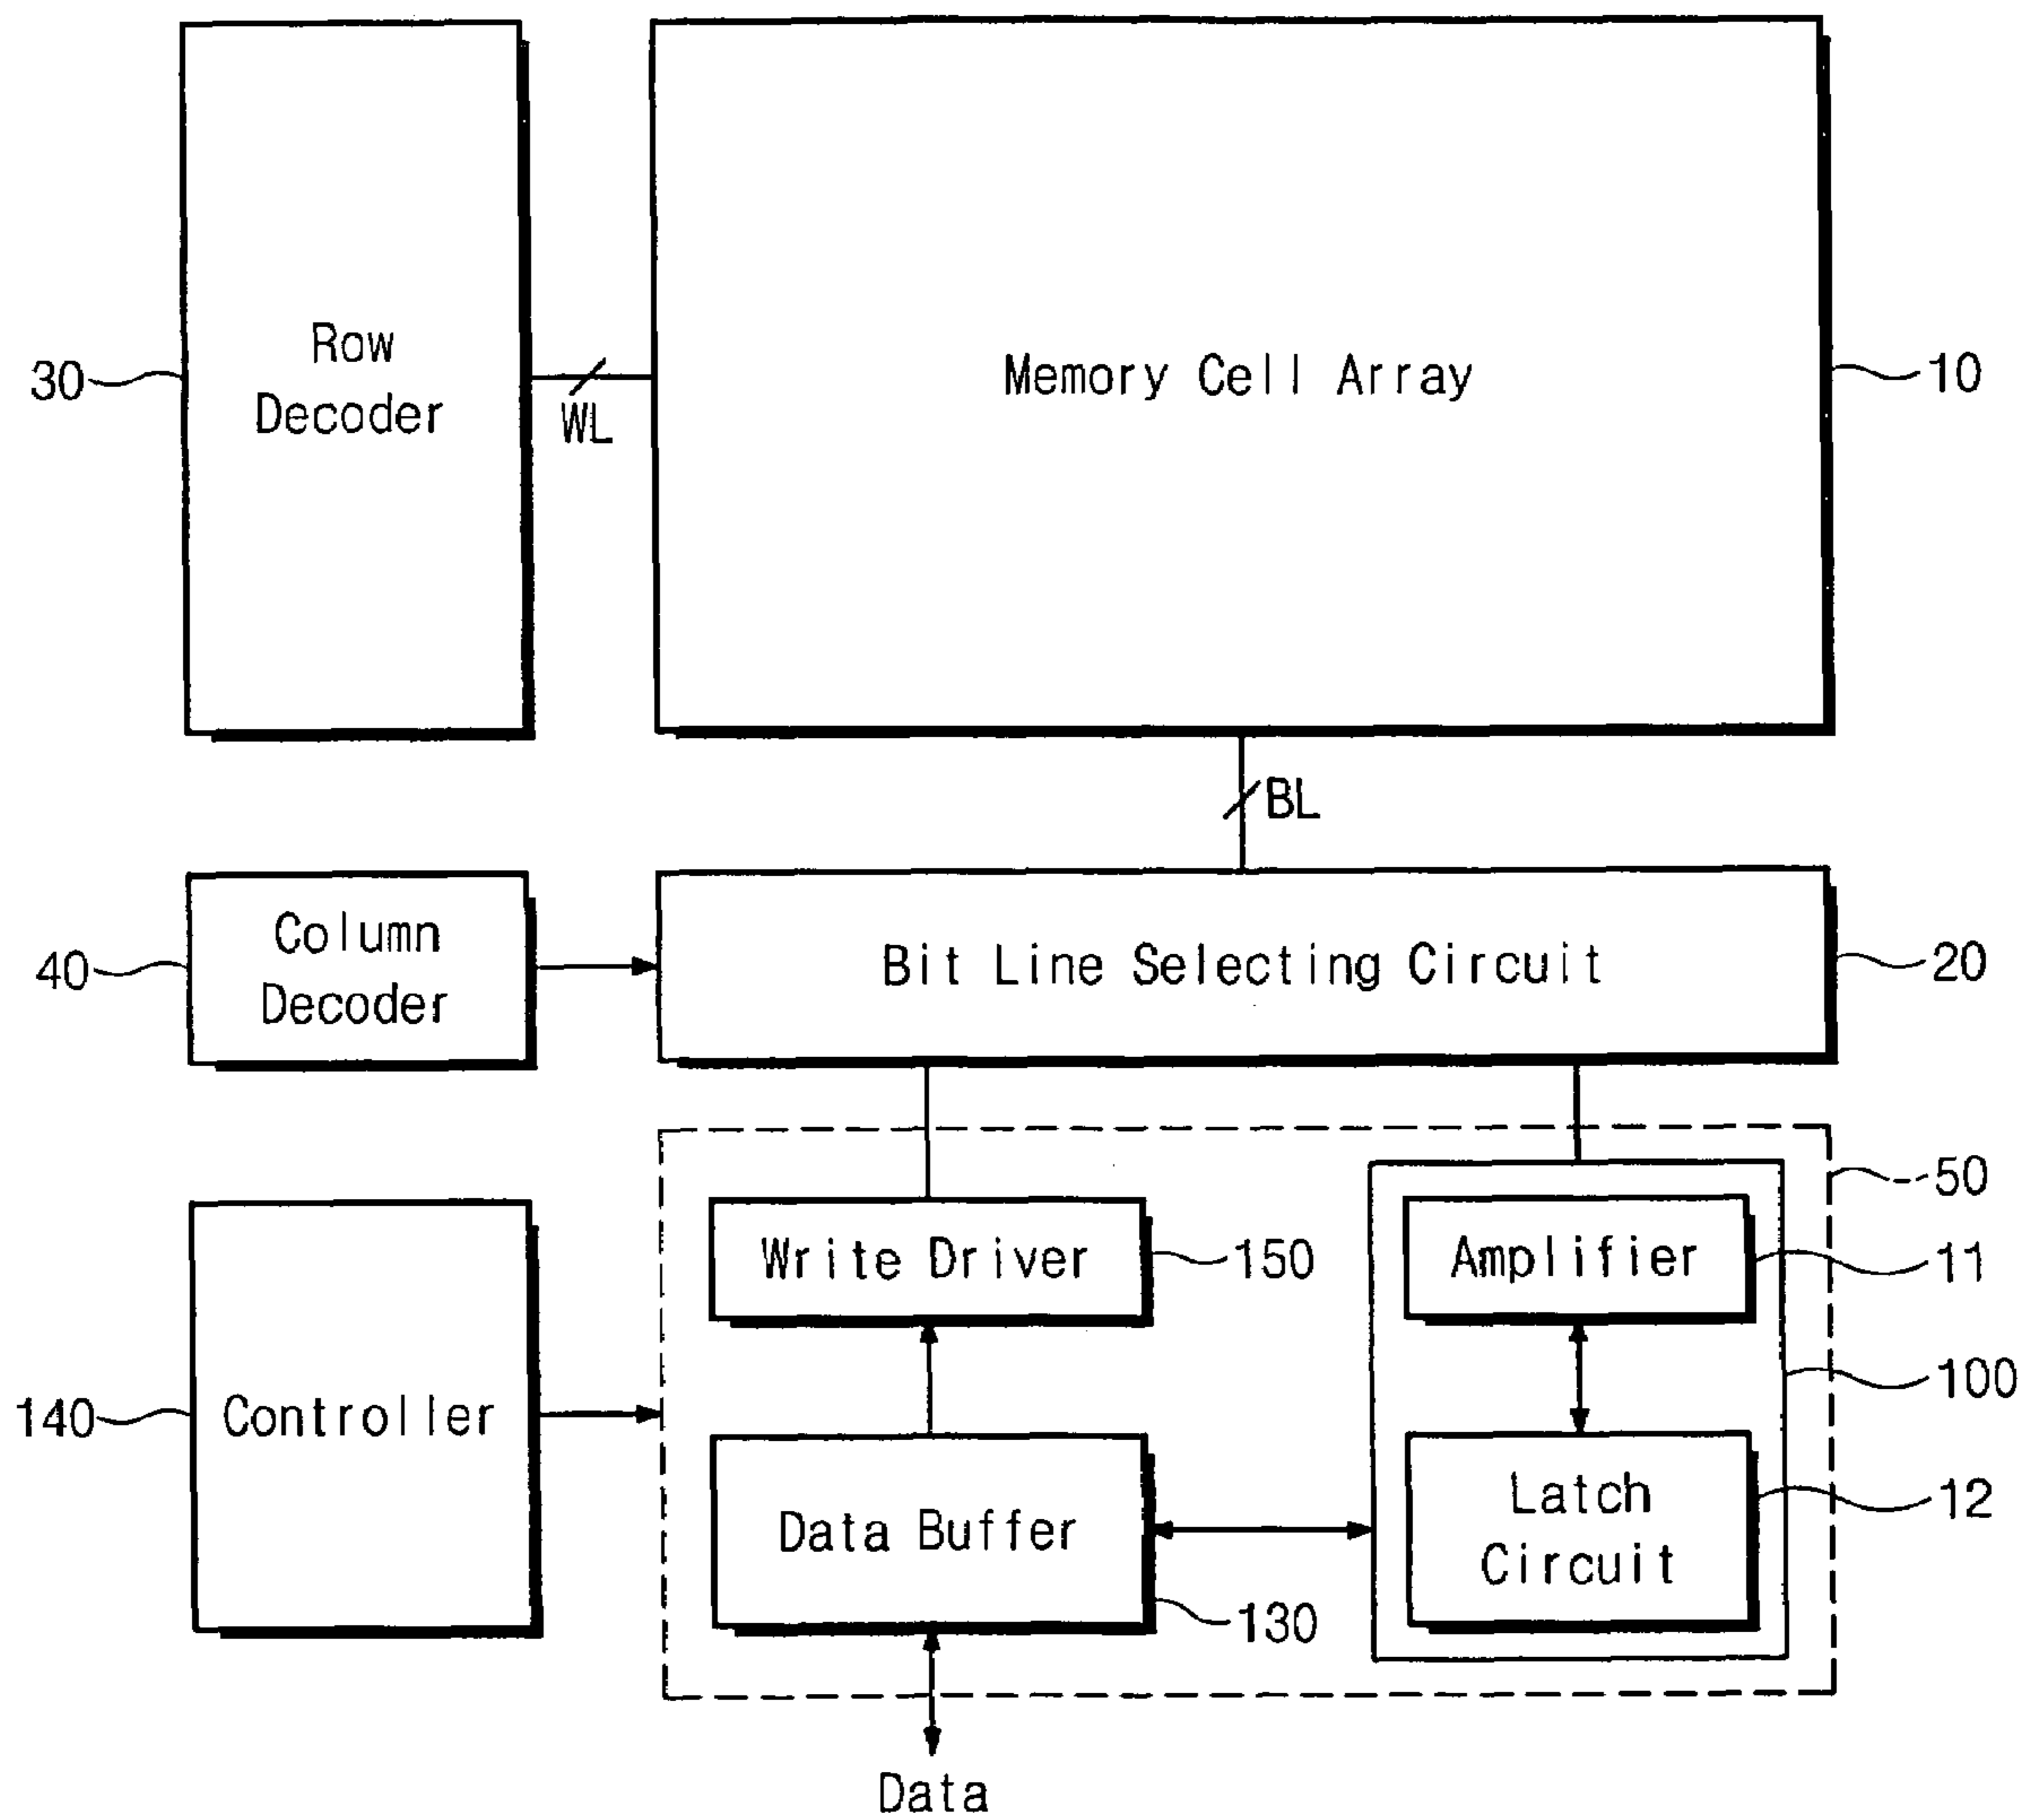 Row
Decoder
30
WL
Memory Cell Array
10
BL
Column
Decoder
40
Bit Line Selecting Circuit
20
50
Write Driver
150
Amplifier
11
Controller
140
100
Data Buffer
130
Latch
Circuit
12
Data